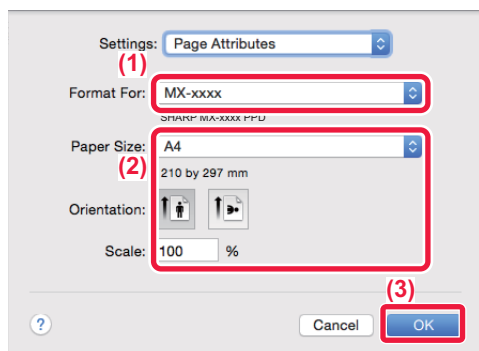 Settings: Page Attributes
(1)
Format For: MX-xxxx
SHARP MX-xxxx PPD
Paper Size: A4
(2)
210 by 297 mm
Orientation:
Scale: 100 %
(3)
? Cancel OK